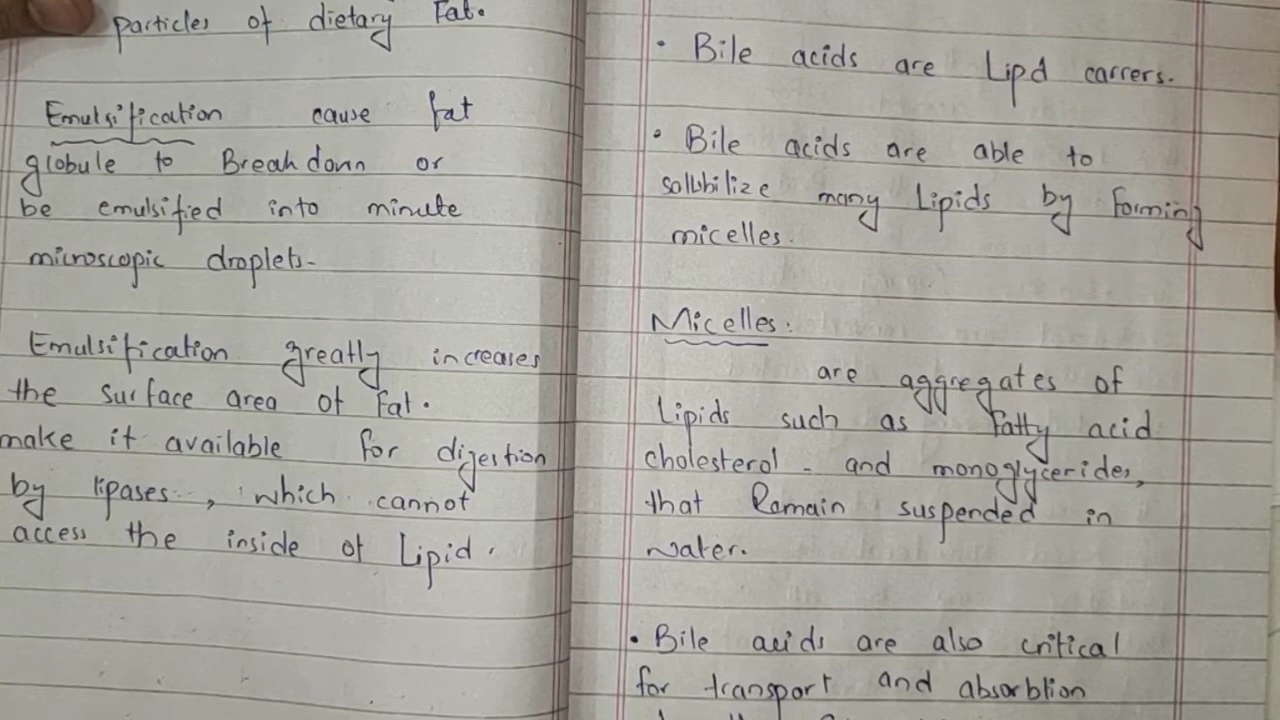 particles of dietary Fat.
Emulsification cause fat
globule to Breakdown or
be emulsified into minute
microscopic droplets.
Emulsification greatly increases
the surface area of Fat.
make it available for digestion
by lipases, which cannot
access the inside of Lipid.
• Bile acids are Lipd carrers.
• Bile acids are able to
sollbilize many Lipids by Forming
micelles.
Micelles.
are aggregates of
Lipids such as Fatty acid
cholesterol - and monoglycerides,
that Remain suspended in
water.
• Bile acids are also critical
for transport and absorbtion